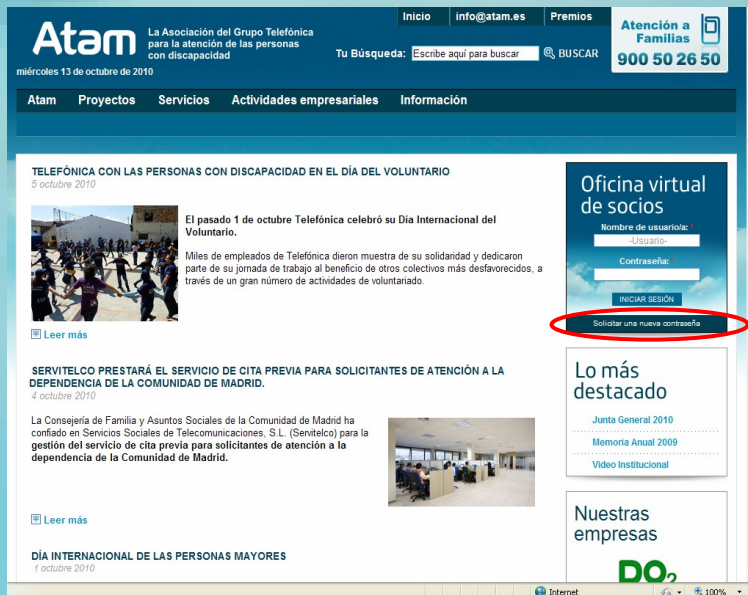 Inicio
info@atam.es
Premios
Atam
La Asociación del Grupo Telefónica
para la atención de las personas
con discapacidad
Tu Búsqueda: Escribe aquí para buscar BUSCAR
Atención a
Familias
900 50 26 50
miércoles 13 de octubre de 2010
Atam Proyectos Servicios Actividades empresariales Información
TELEFÓNICA CON LAS PERSONAS CON DISCAPACIDAD EN EL DÍA DEL VOLUNTARIO
5 octubre 2010
El pasado 1 de octubre Telefónica celebró su Día Internacional del
Voluntario.
Miles de empleados de Telefónica dieron muestra de su solidaridad y dedicaron
parte de su jornada de trabajo al beneficio de otros colectivos más desfavorecidos, a
través de un gran número de actividades de voluntariado.
Leer más
SERVITELCO PRESTARÁ EL SERVICIO DE CITA PREVIA PARA SOLICITANTES DE ATENCIÓN A LA
DEPENDENCIA DE LA COMUNIDAD DE MADRID.
4 octubre 2010
La Consejería de Familia y Asuntos Sociales de la Comunidad de Madrid ha
confiado en Servicios Sociales de Telecomunicaciones, S.L. (Servitelco) para la
gestión del servicio de cita previa para solicitantes de atención a la
dependencia de la Comunidad de Madrid.
Leer más
DÍA INTERNACIONAL DE LAS PERSONAS MAYORES
1 octubre 2010
Oficina virtual
de socios
Nombre de usuario/a: *
-Usuario-
Contraseña: *
INICIAR SESIÓN
Solicitar una nueva contraseña
Lo más
destacado
Junta General 2010
Memoria Anual 2009
Video Institucional
Nuestras
empresas
DO2
Internet
100%